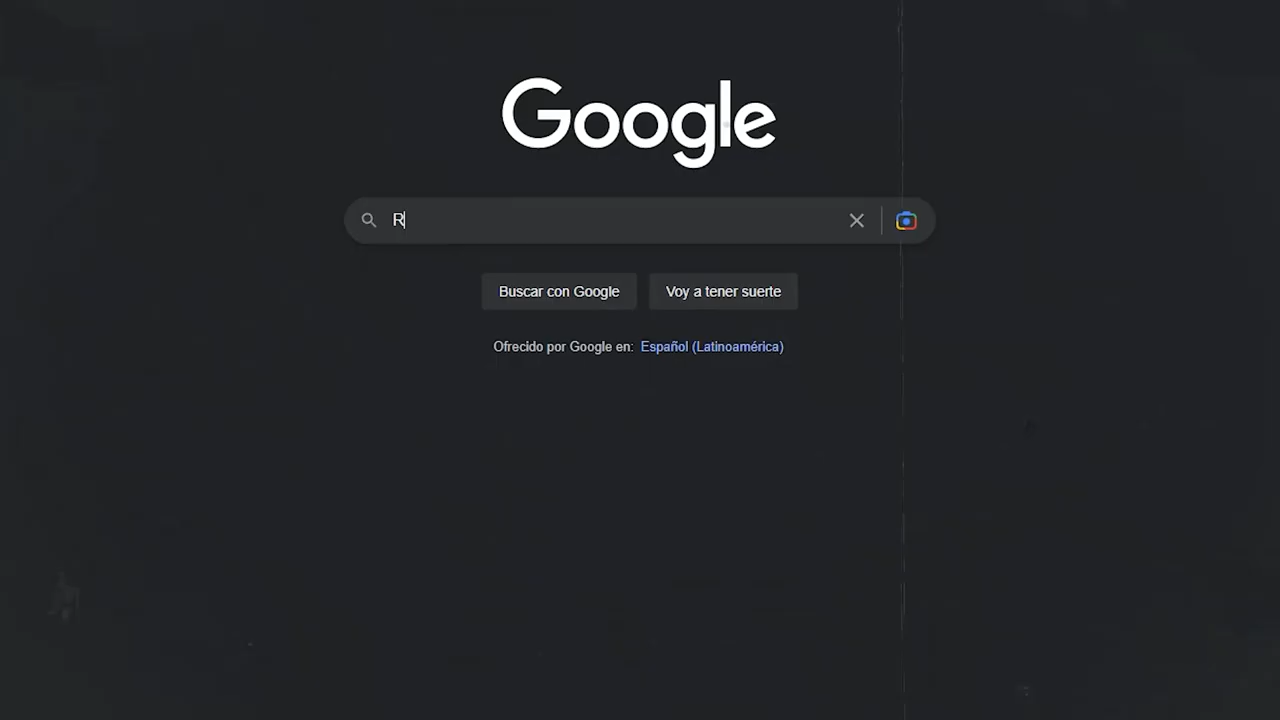 Google
R
Buscar con Google
Voy a tener suerte
Ofrecido por Google en: Español (Latinoamérica)